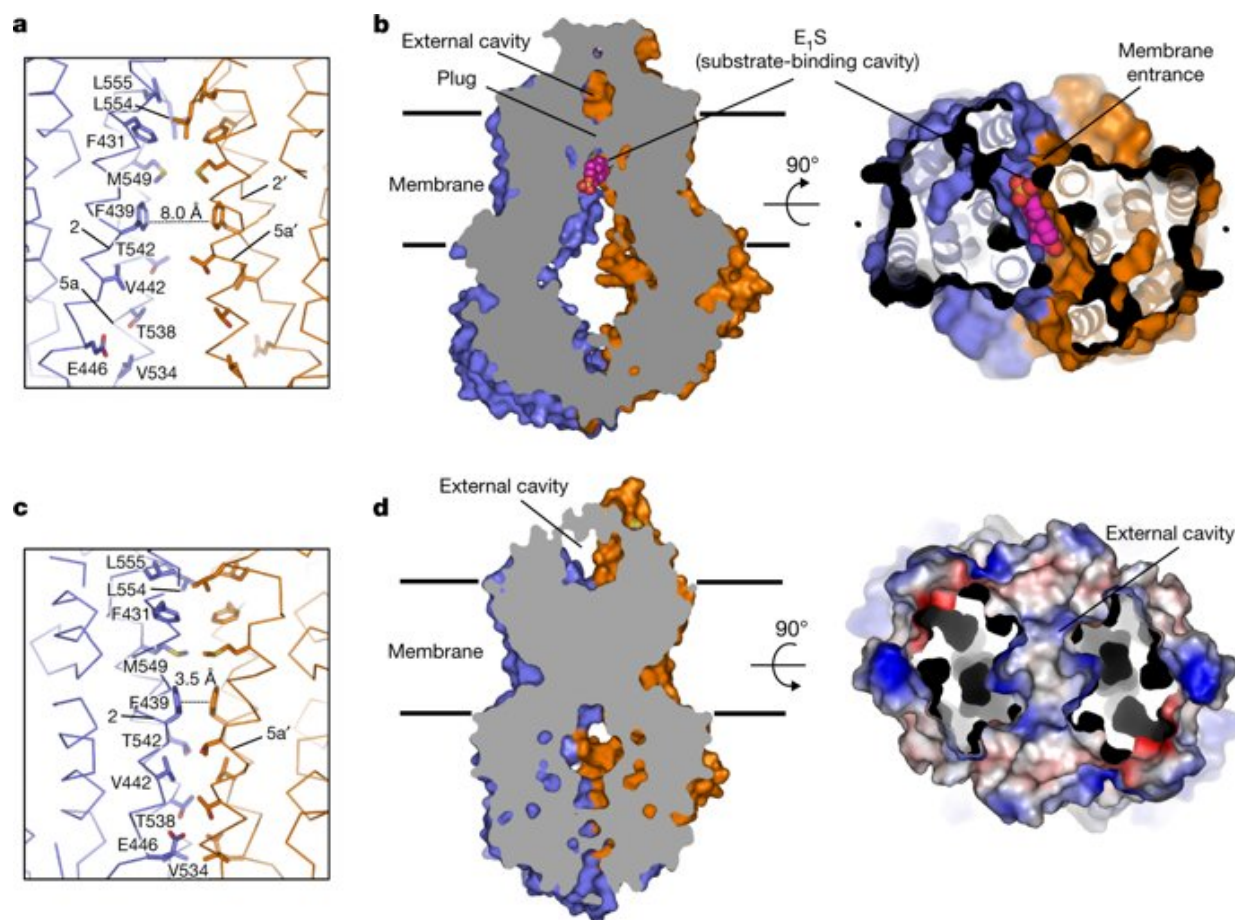 a
L555
L554
F431
M549
2′
F439
8.0 Å
2
5a′
T542
5a
V442
T538
E446
V534
b
External cavity
Plug
E₁S
(substrate-binding cavity)
Membrane
entrance
Membrane
90°
c
L555
L554
F431
M549
3.5 Å
F439
2
T542
5a′
V442
T538
E446
V534
d
External cavity
Membrane
90°
External cavity